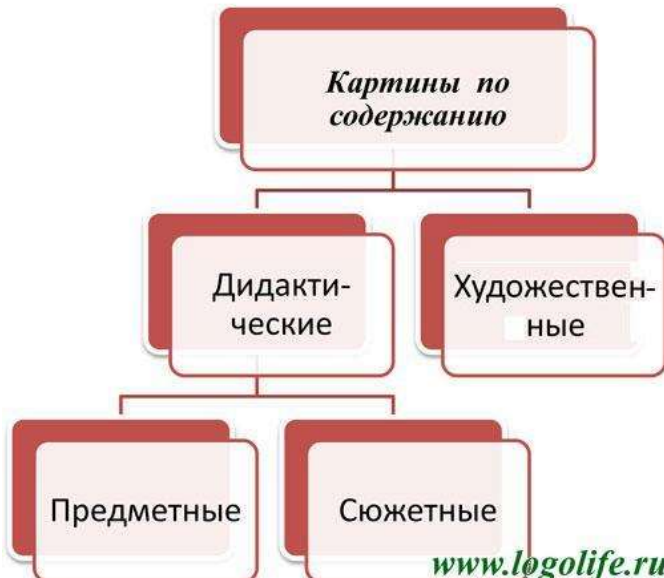 Картины по
содержанию
Дидакти-
ческие
Художествен-
ные
Предметные
Сюжетные
www.logolife.ru